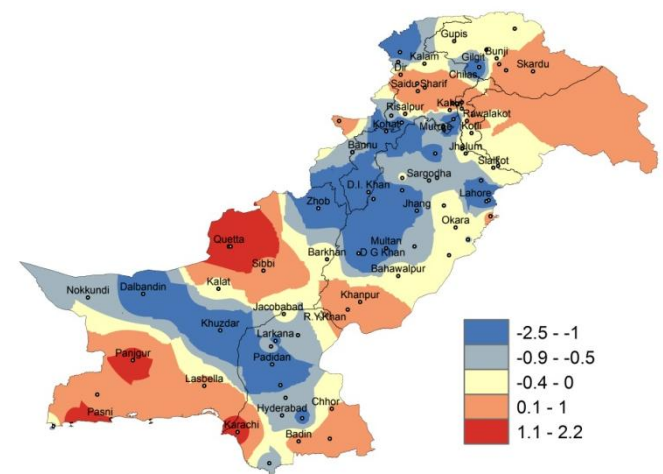 Gupis
Gilgit
Bunji
Kalam
Dir
Chilas
Skardu
Saidu Sharif
Kakul
Risalpur
Rawalakot
Kohat
Murree
Kotli
Bannu
Jhelum
Sialkot
Sargodha
D.I. Khan
Lahore
Zhob
Jhang
Okara
Quetta
Multan
Barkhan
D G Khan
Sibbi
Bahawalpur
Nokkundi
Dalbandin
Kalat
Khanpur
Jacobabad
R.Y.Khan
Khuzdar
Larkana
Padidan
Panjgur
Lasbella
Pasni
Hyderabad
Chhor
Karachi
Badin
-2.5 - -1
-0.9 - -0.5
-0.4 - 0
0.1 - 1
1.1 - 2.2